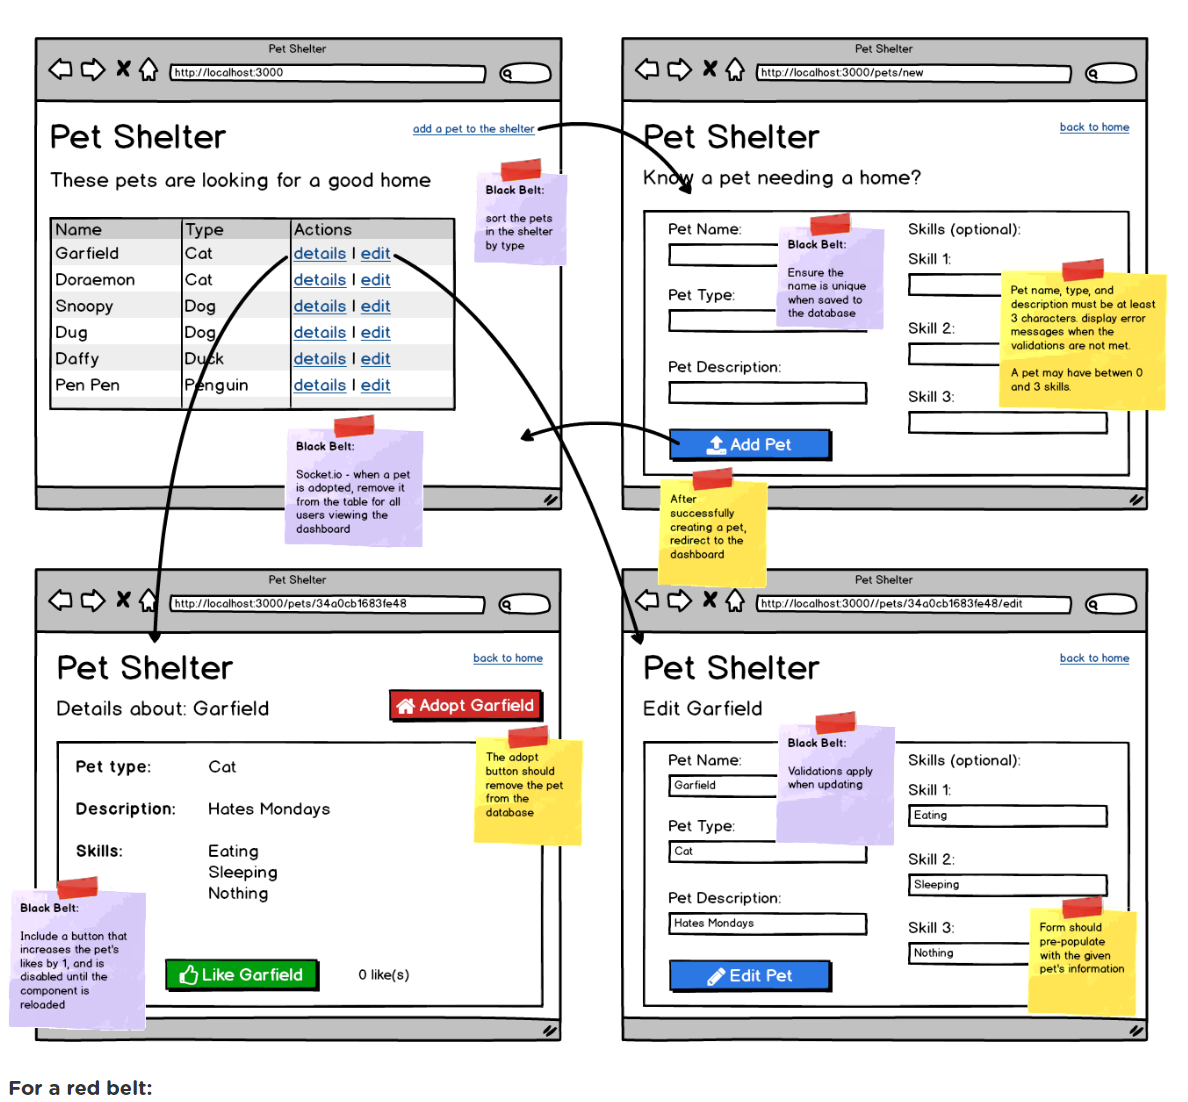 Pet Shelter
http://localhost:3000
Pet Shelter
add a pet to the shelter
These pets are looking for a good home
Black Belt:
sort the pets
in the shelter
by type
Name Type Actions
Garfield Cat details | edit
Doraemon Cat details | edit
Snoopy Dog details | edit
Dug Dog details | edit
Daffy Duck details | edit
Pen Pen Penguin details | edit
Black Belt:
Socket.io - when a pet
is adopted, remove it
from the table for all
users viewing the
dashboard
Pet Shelter
http://localhost:3000/pets/new
Pet Shelter
back to home
Know a pet needing a home?
Pet Name:
Pet Type:
Pet Description:
Black Belt:
Ensure the
name is unique
when saved to
the database
Skills (optional):
Skill 1:
Skill 2:
Skill 3:
Pet name, type, and
description must be at least
3 characters. display error
messages when the
validations are not met.
A pet may have betwen 0
and 3 skills.
Add Pet
After
successfully
creating a pet,
redirect to the
dashboard
Pet Shelter
http://localhost:3000/pets/34a0cb1683fe48
Pet Shelter
back to home
Details about: Garfield
Adopt Garfield
The adopt
button should
remove the pet
from the
database
Pet type: Cat
Description: Hates Mondays
Skills: Eating
Sleeping
Nothing
Black Belt:
Include a button that
increases the pet's
likes by 1, and is
disabled until the
component is
reloaded
Like Garfield
0 like(s)
Pet Shelter
http://localhost:3000//pets/34a0cb1683fe48/edit
Pet Shelter
back to home
Edit Garfield
Pet Name:
Garfield
Pet Type:
Cat
Pet Description:
Hates Mondays
Black Belt:
Validations apply
when updating
Skills (optional):
Skill 1:
Eating
Skill 2:
Sleeping
Skill 3:
Nothing
Form should
pre-populate
with the given
pet's information
Edit Pet
For a red belt: